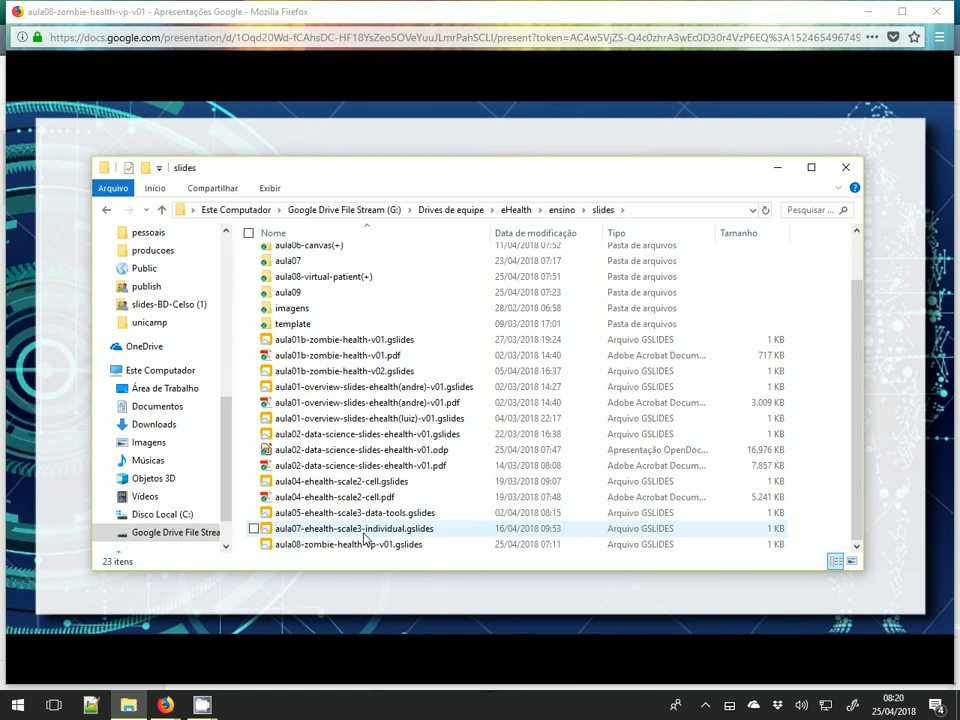 aula08-zombie-health-vp-v01 - Apresentações Google - Mozilla Firefox
https://docs.google.com/presentation/d/1Oqd20Wd-fCAhsDC-HF18YsZeo5OVeYuuJLmrPahSCLI/present?token=AC4w5VjZS-Q4c0zhrA3wEc0D30r4VzP6EQ%3A1524654967495
slides
Arquivo Início Compartilhar Exibir
Este Computador > Google Drive File Stream (G:) > Drives de equipe > eHealth > ensino > slides >
Pesquisar ...
Nome Data de modificação Tipo Tamanho
pessoais
producoes
Public
publish
slides-BD-Celso (1)
unicamp
OneDrive
Este Computador
Área de Trabalho
Documentos
Downloads
Imagens
Músicas
Objetos 3D
Vídeos
Disco Local (C:)
Google Drive File Strea
aula06-canvas(+) 11/04/2018 07:52 Pasta de arquivos
aula07 23/04/2018 07:17 Pasta de arquivos
aula08-virtual-patient(+) 25/04/2018 07:51 Pasta de arquivos
aula09 25/04/2018 07:23 Pasta de arquivos
imagens 28/02/2018 06:58 Pasta de arquivos
template 09/03/2018 17:01 Pasta de arquivos
aula01b-zombie-health-v01.gslides 27/03/2018 19:24 Arquivo GSLIDES 1 KB
aula01b-zombie-health-v01.pdf 02/03/2018 14:40 Adobe Acrobat Docum... 717 KB
aula01b-zombie-health-v02.gslides 05/04/2018 16:37 Arquivo GSLIDES 1 KB
aula01-overview-slides-ehealth(andre)-v01.gslides 02/03/2018 14:27 Arquivo GSLIDES 1 KB
aula01-overview-slides-ehealth(andre)-v01.pdf 02/03/2018 14:40 Adobe Acrobat Docum... 3.009 KB
aula01-overview-slides-ehealth(luiz)-v01.gslides 04/03/2018 22:17 Arquivo GSLIDES 1 KB
aula02-data-science-slides-ehealth-v01.gslides 22/03/2018 16:38 Arquivo GSLIDES 1 KB
aula02-data-science-slides-ehealth-v01.odp 25/04/2018 07:47 Apresentação OpenDoc... 16.976 KB
aula02-data-science-slides-ehealth-v01.pdf 14/03/2018 08:08 Adobe Acrobat Docum... 7.857 KB
aula04-ehealth-scale2-cell.gslides 19/03/2018 09:07 Arquivo GSLIDES 1 KB
aula04-ehealth-scale2-cell.pdf 19/03/2018 07:48 Adobe Acrobat Docum... 5.241 KB
aula05-ehealth-scale3-data-tools.gslides 02/04/2018 08:15 Arquivo GSLIDES 1 KB
aula07-ehealth-scale3-individual.gslides 16/04/2018 09:53 Arquivo GSLIDES 1 KB
aula08-zombie-health-vp-v01.gslides 25/04/2018 07:11 Arquivo GSLIDES 1 KB
23 itens
08:20
25/04/2018
4